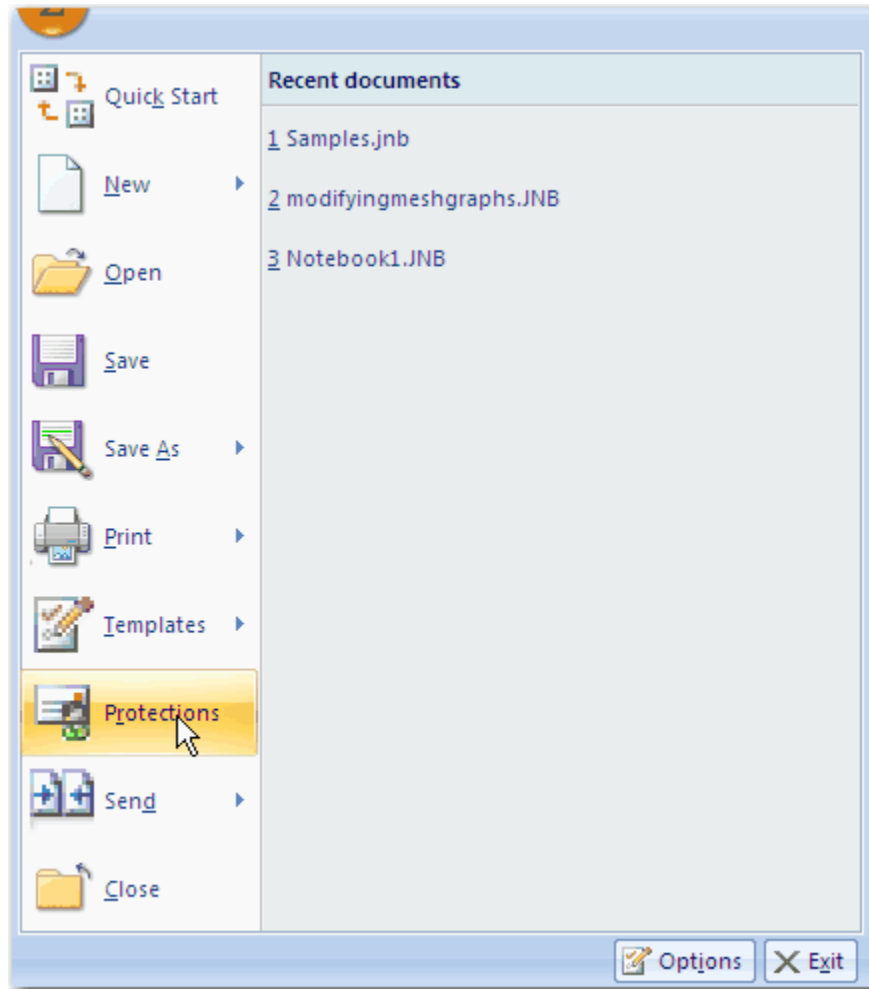 Quick Start
New
Open
Save
Save As
Print
Templates
Protections
Send
Close
Recent documents
1 Samples.jnb
2 modifyingmeshgraphs.JNB
3 Notebook1.JNB
Options
Exit